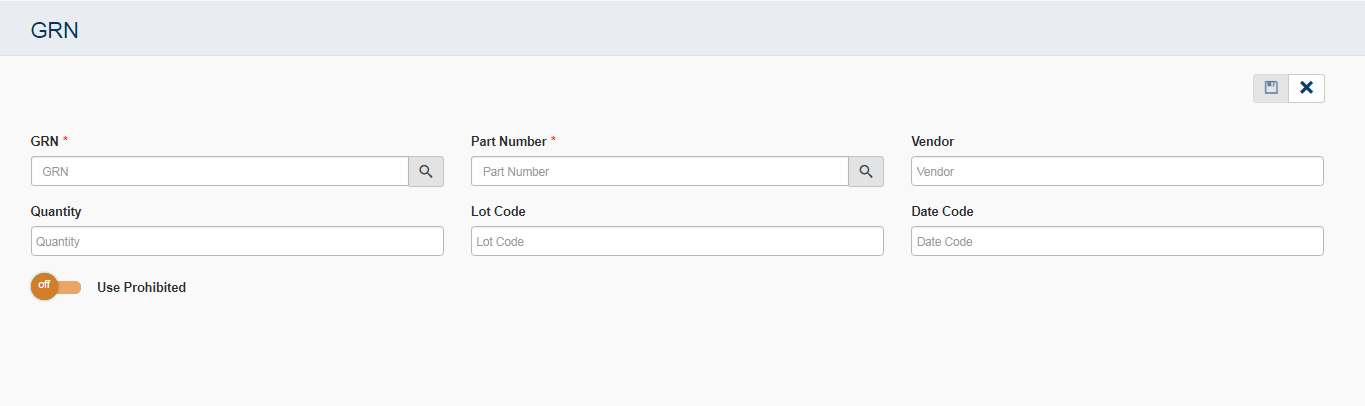 GRN
GRN * Part Number * Vendor
GRN Part Number Vendor
Quantity Lot Code Date Code
Quantity Lot Code Date Code
off Use Prohibited